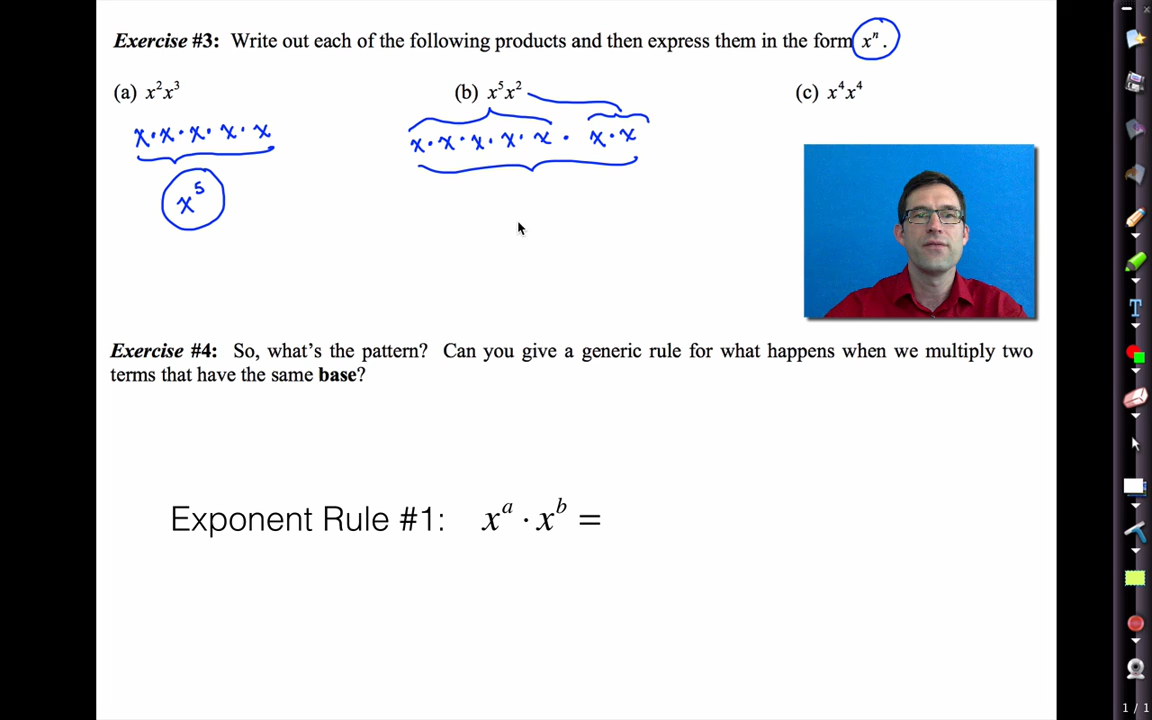 Exercise #3: Write out each of the following products and then express them in the form xⁿ.
(a) x²x³ (b) x⁵x² (c) x⁴x⁴
x·x·x·x·x x·x·x·x·x·x·x
x⁵
Exercise #4: So, what's the pattern? Can you give a generic rule for what happens when we multiply two
terms that have the same base?
Exponent Rule #1: xᵃ · xᵇ =
T
1 / 1